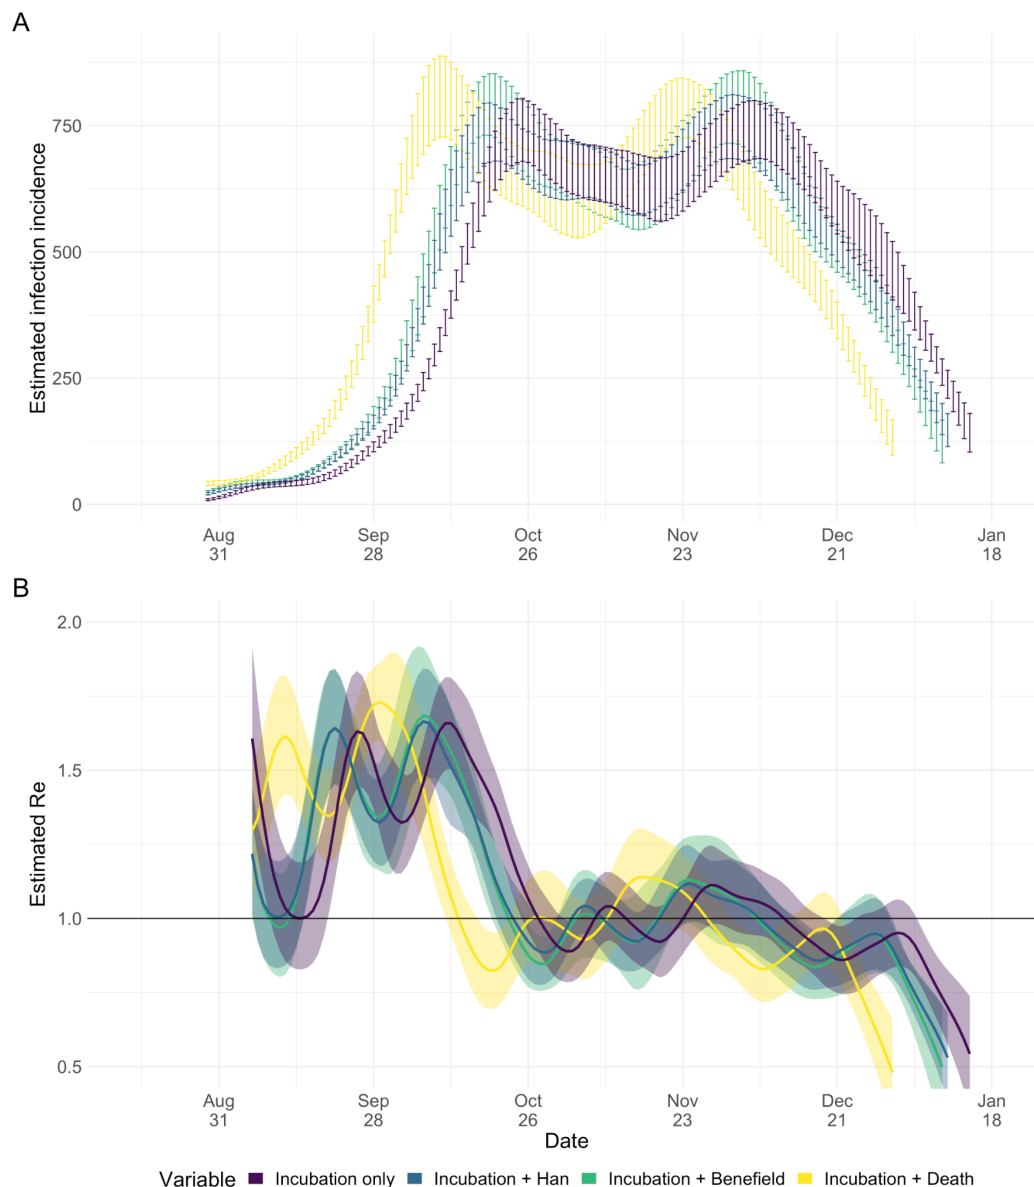 A
Estimated infection incidence
750
500
250
0
Aug 31
Sep 28
Oct 26
Nov 23
Dec 21
Jan 18
B
Estimated Re
2.0
1.5
1.0
0.5
Aug 31
Sep 28
Oct 26
Nov 23
Dec 21
Jan 18
Date
Variable Incubation only Incubation + Han Incubation + Benefield Incubation + Death